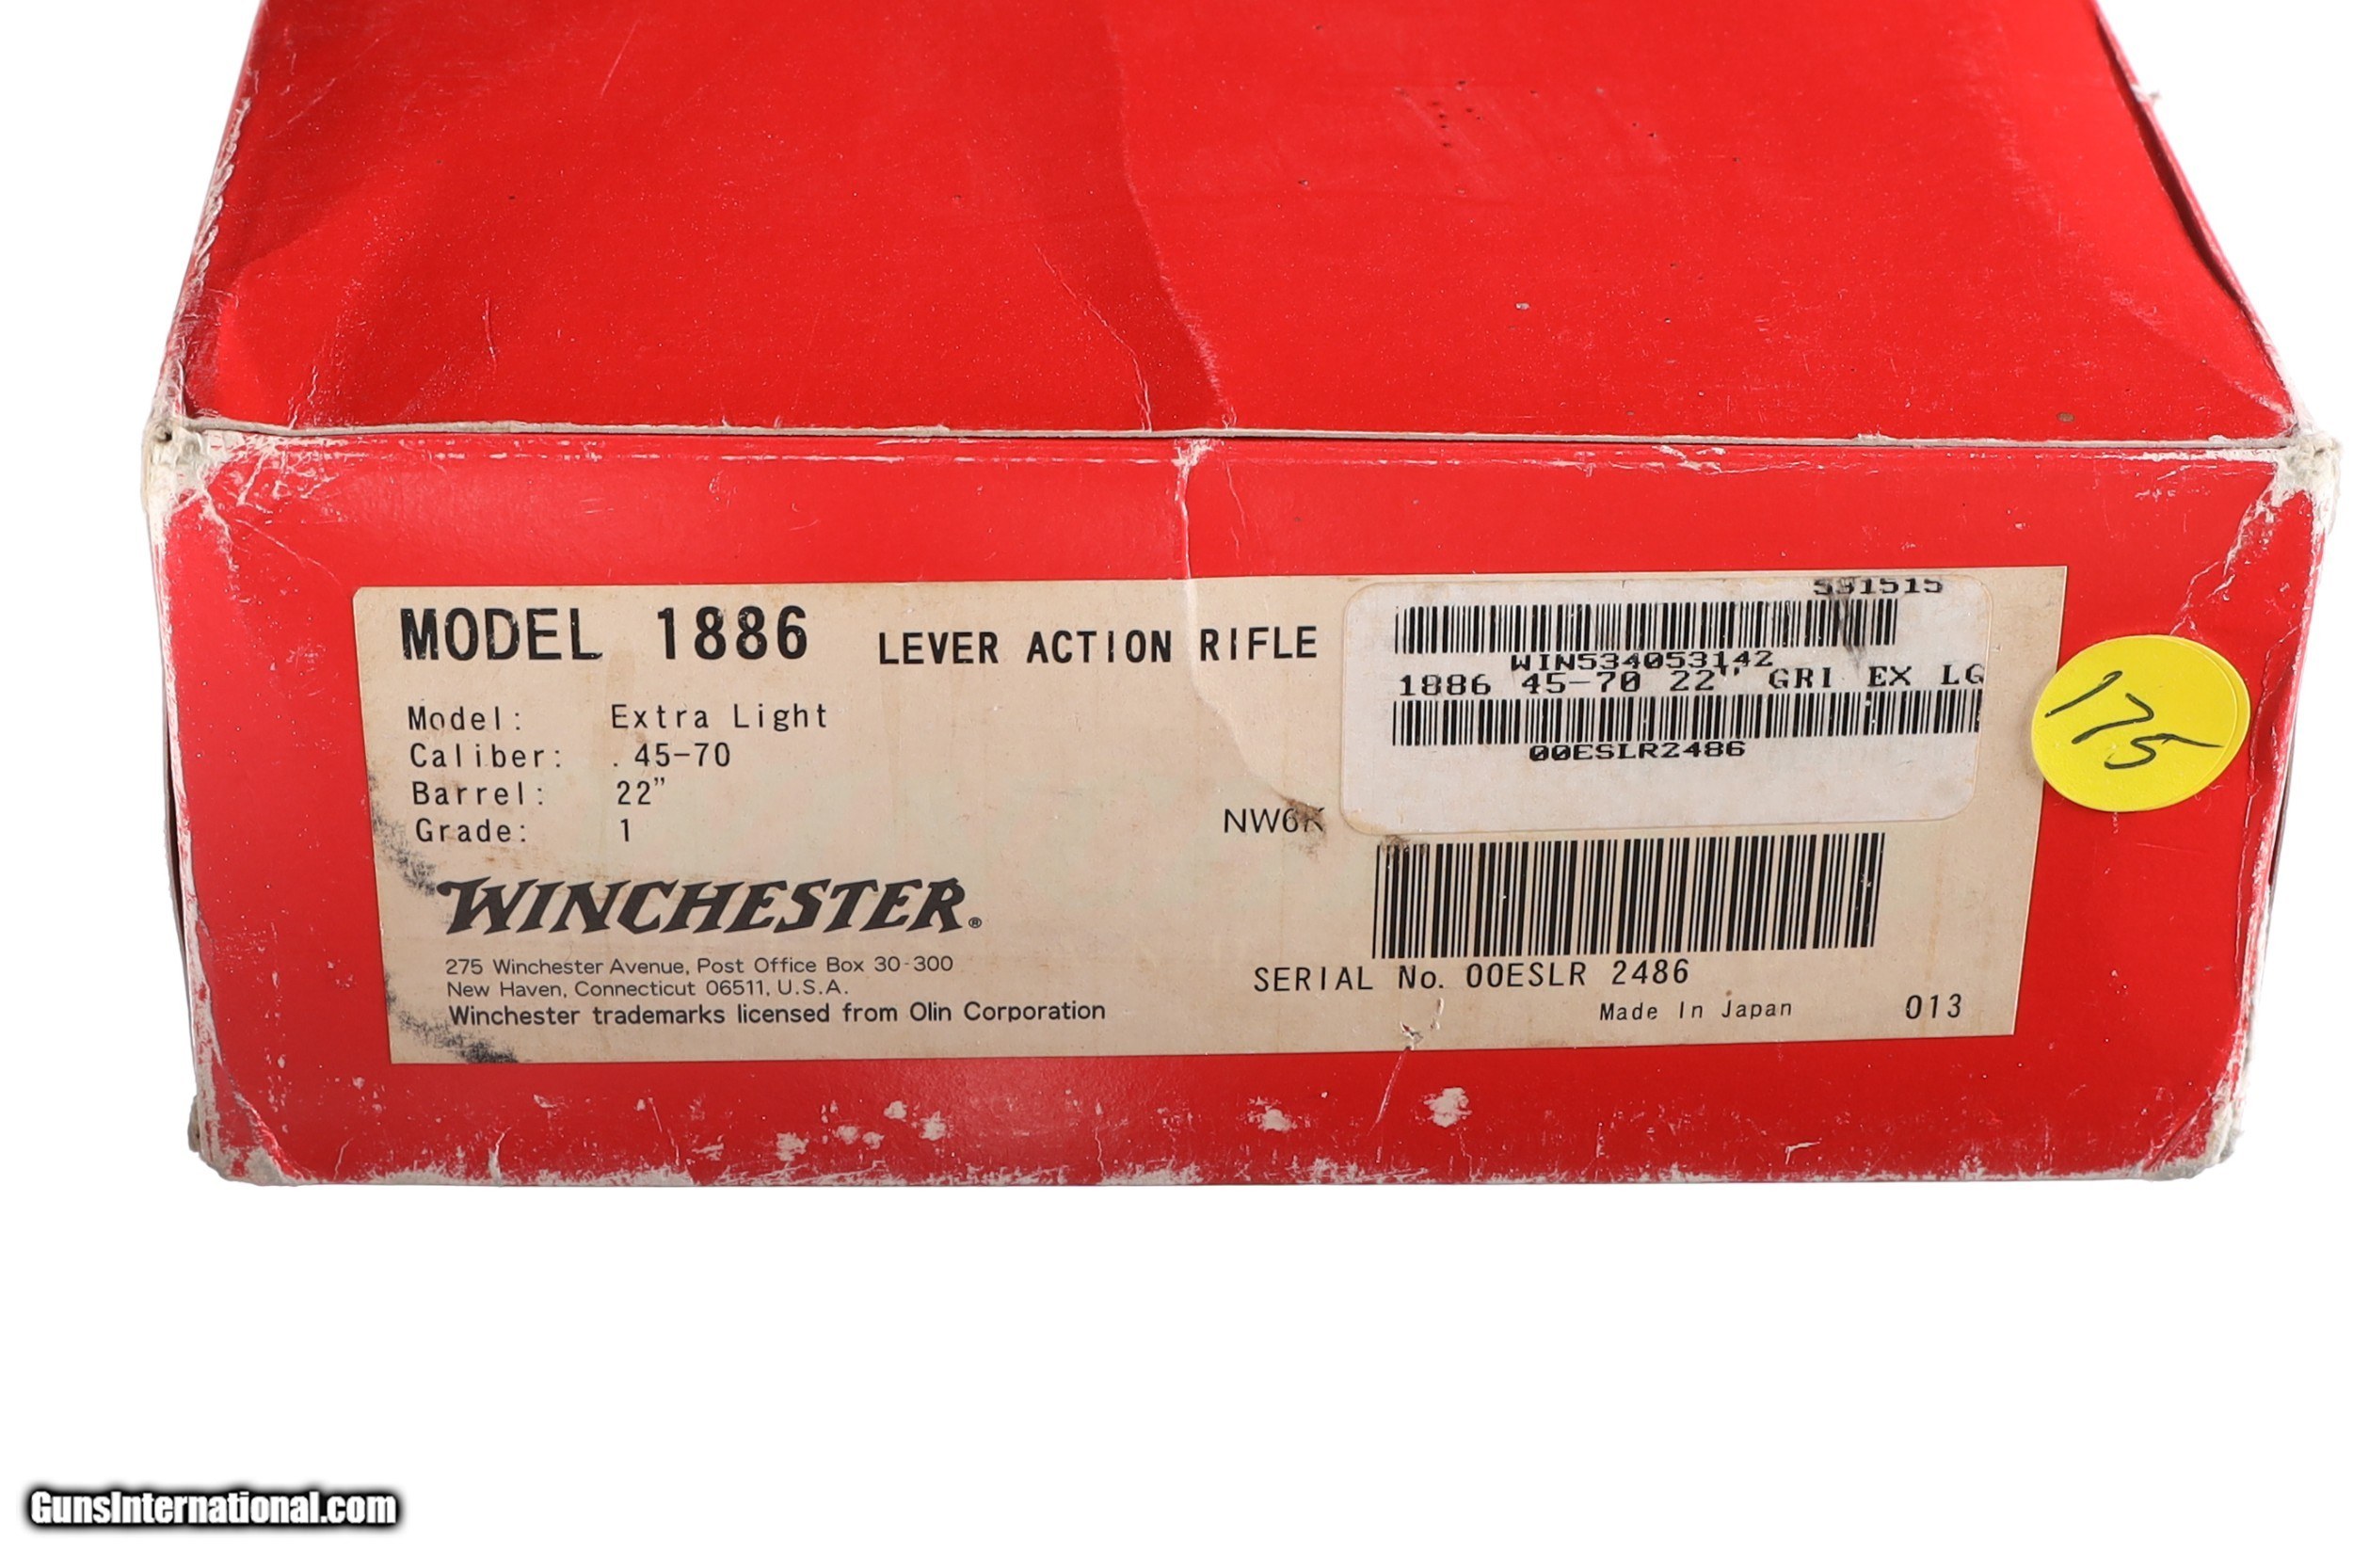 MODEL 1886 LEVER ACTION RIFLE
Model: Extra Light
Caliber: .45-70
Barrel: 22"
Grade: 1
NW6K
WINCHESTER®
275 Winchester Avenue, Post Office Box 30-300
New Haven, Connecticut 06511, U.S.A.
Winchester trademarks licensed from Olin Corporation
531515
WIN534053142
1886 45-70 22" GRI EX LG
00ESLR2486
SERIAL No. 00ESLR 2486
Made In Japan 013
175
GunsInternational.com